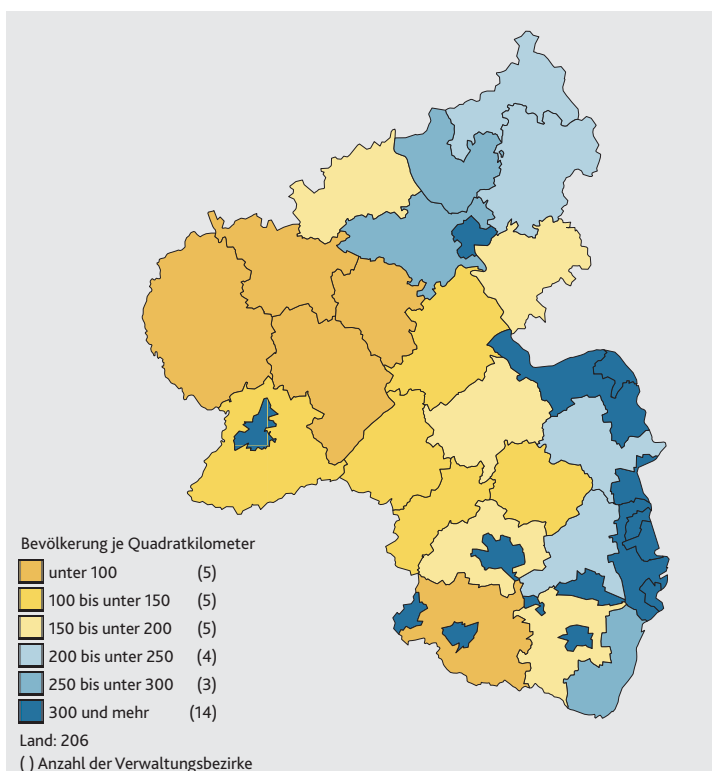 Bevölkerung je Quadratkilometer
unter 100 (5)
100 bis unter 150 (5)
150 bis unter 200 (5)
200 bis unter 250 (4)
250 bis unter 300 (3)
300 und mehr (14)
Land: 206
( ) Anzahl der Verwaltungsbezirke